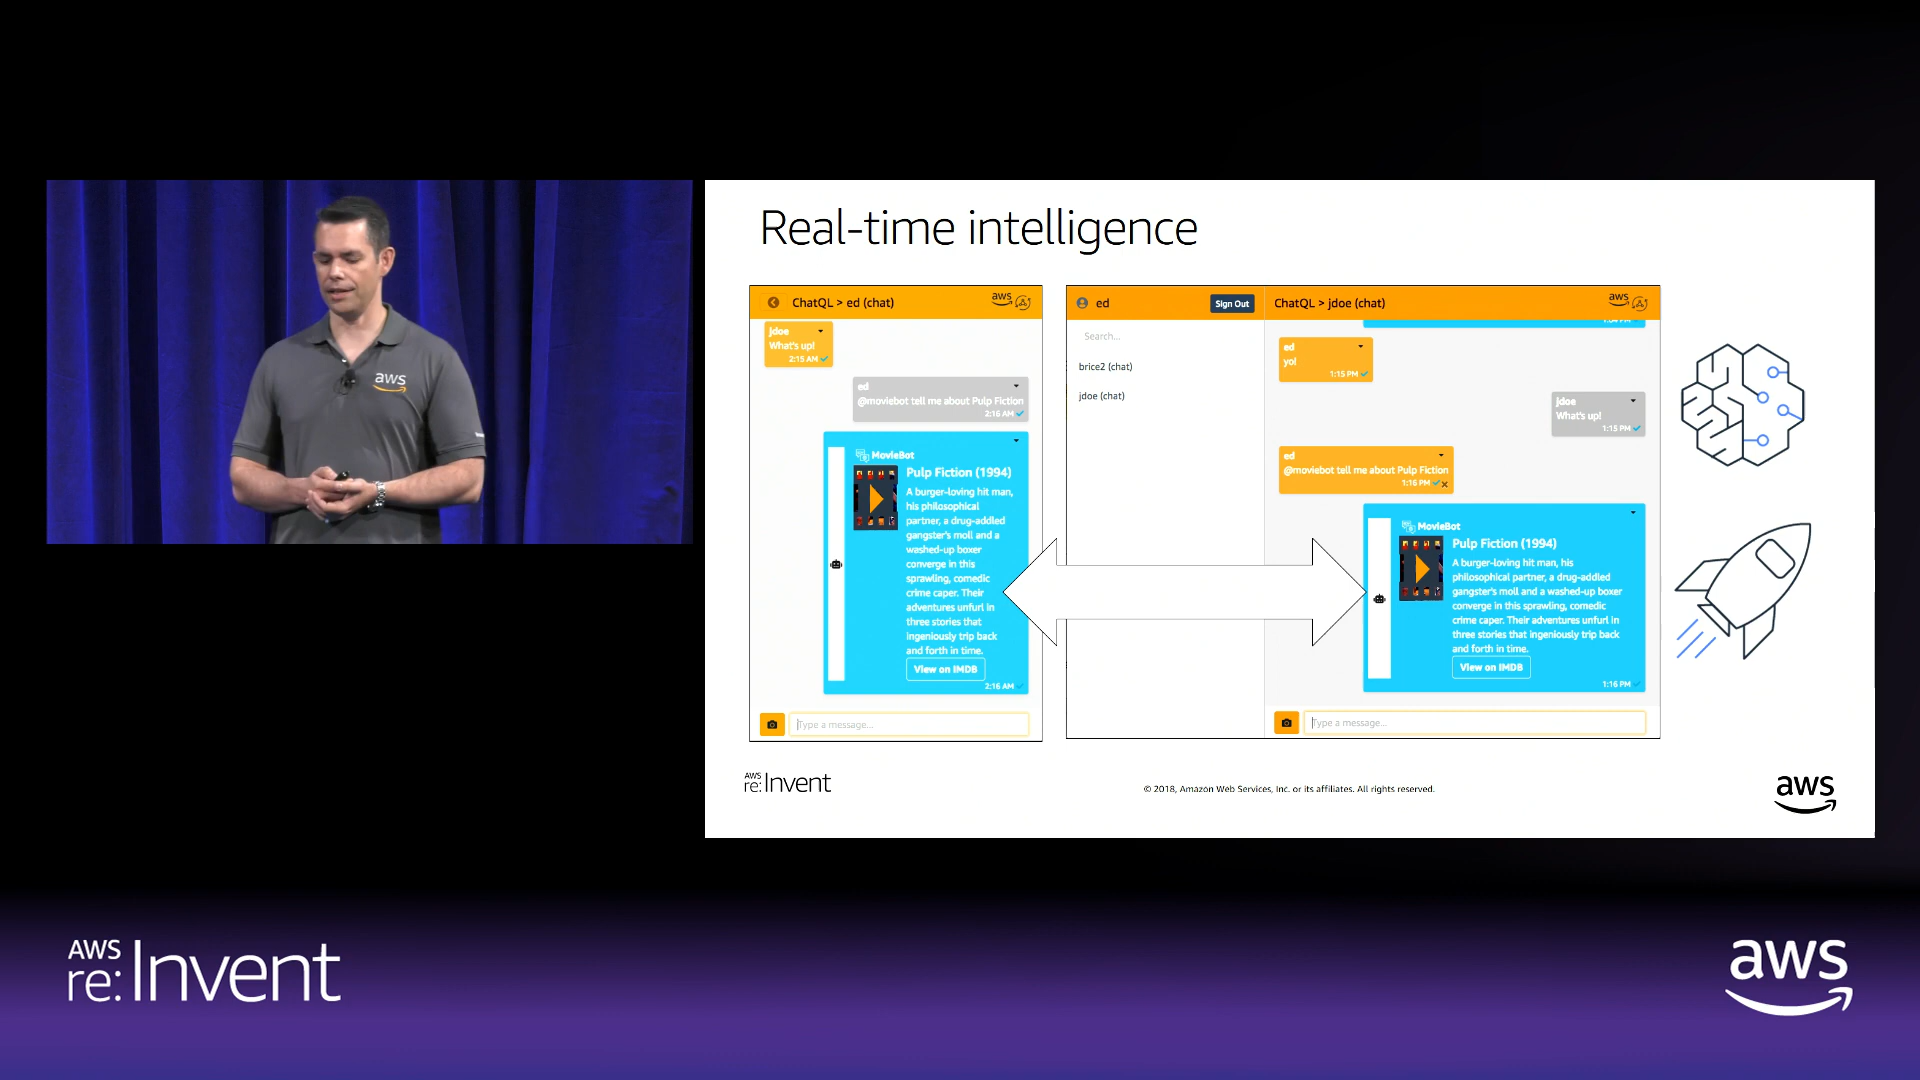 aws
Real-time intelligence
ChatQL > ed (chat)
aws
jdoe
What's up!
2:15 AM
ed
@moviebot tell me about Pulp Fiction
2:16 AM
MovieBot
Pulp Fiction (1994)
A burger-loving hit man,
his philosophical
partner, a drug-addled
gangster's moll and a
washed-up boxer
converge in this
sprawling, comedic
crime caper. Their
adventures unfurl in
three stories that
ingeniously trip back
and forth in time.
View on IMDB
2:16 AM
Type a message...
ed
Sign Out
Search...
brice2 (chat)
jdoe (chat)
ChatQL > jdoe (chat)
aws
ed
yo!
1:15 PM
jdoe
What's up!
1:15 PM
ed
@moviebot tell me about Pulp Fiction
1:16 PM
MovieBot
Pulp Fiction (1994)
A burger-loving hit man, his
philosophical partner, a drug-addled
gangster's moll and a washed-up boxer
converge in this sprawling, comedic
crime caper. Their adventures unfurl in
three stories that ingeniously trip back
and forth in time.
View on IMDB
1:16 PM
Type a message...
AWS
re:Invent
© 2018, Amazon Web Services, Inc. or its affiliates. All rights reserved.
aws
AWS
re:Invent
aws